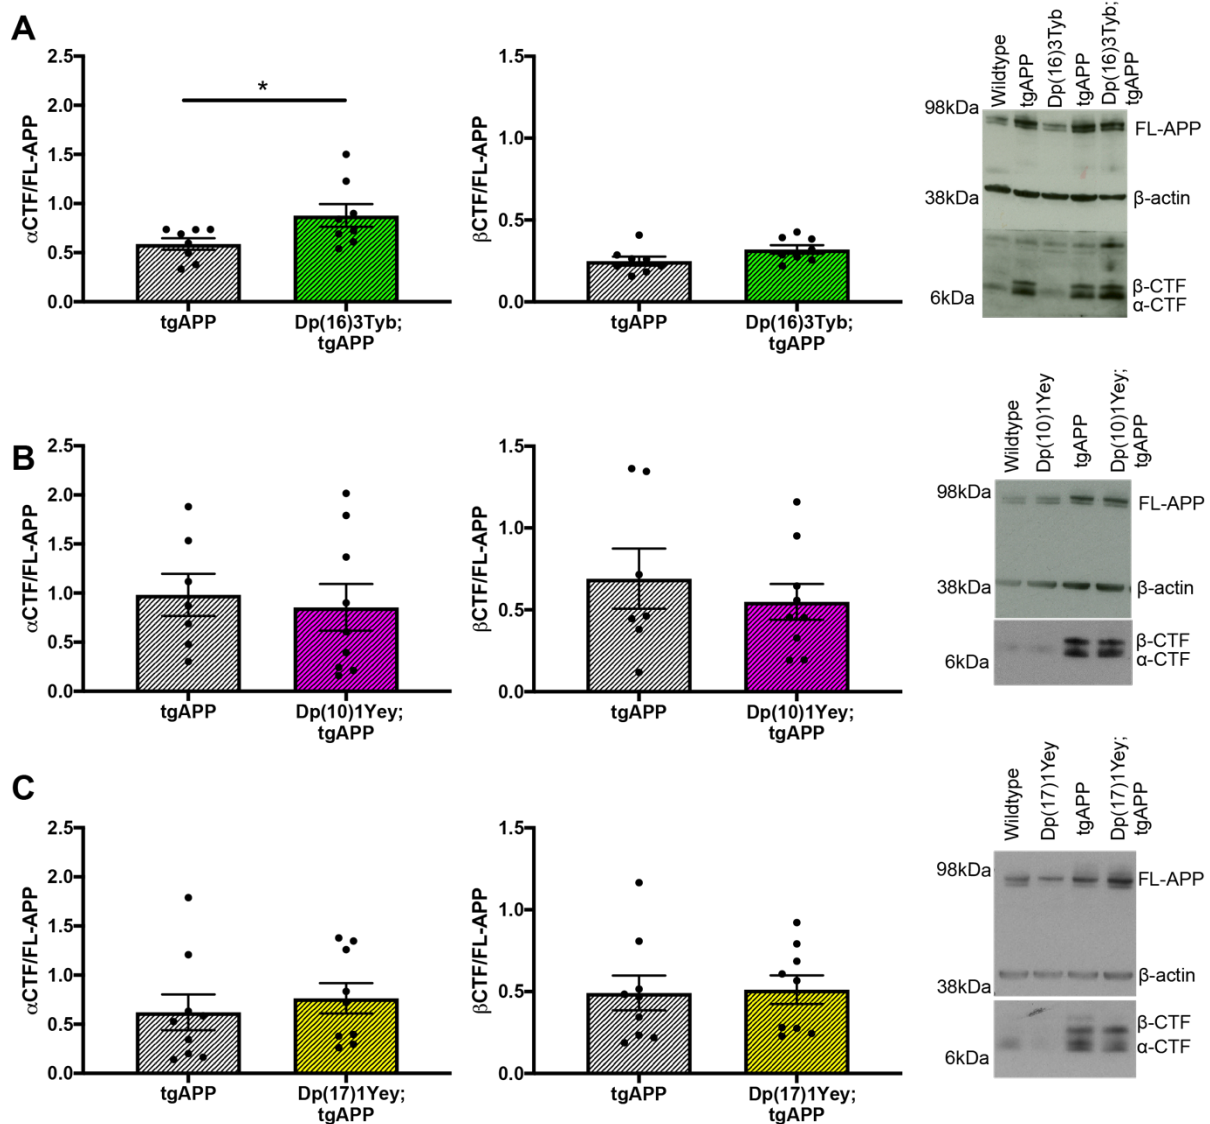 A
2.5
2.0
1.5
1.0
0.5
0.0
αCTF/FL-APP
*
tgAPP
Dp(16)3Tyb;
tgAPP
1.5
1.0
0.5
0.0
βCTF/FL-APP
tgAPP
Dp(16)3Tyb;
tgAPP
Wildtype
tgAPP
Dp(16)3Tyb
tgAPP
Dp(16)3Tyb;
tgAPP
98kDa
FL-APP
38kDa
β-actin
6kDa
β-CTF
α-CTF
B
2.5
2.0
1.5
1.0
0.5
0.0
αCTF/FL-APP
tgAPP
Dp(10)1Yey;
tgAPP
1.5
1.0
0.5
0.0
βCTF/FL-APP
tgAPP
Dp(10)1Yey;
tgAPP
Wildtype
Dp(10)1Yey
tgAPP
Dp(10)1Yey;
tgAPP
98kDa
FL-APP
38kDa
β-actin
6kDa
β-CTF
α-CTF
C
2.5
2.0
1.5
1.0
0.5
0.0
αCTF/FL-APP
tgAPP
Dp(17)1Yey;
tgAPP
1.5
1.0
0.5
0.0
βCTF/FL-APP
tgAPP
Dp(17)1Yey;
tgAPP
Wildtype
Dp(17)1Yey
tgAPP
Dp(17)1Yey;
tgAPP
98kDa
FL-APP
38kDa
β-actin
6kDa
β-CTF
α-CTF